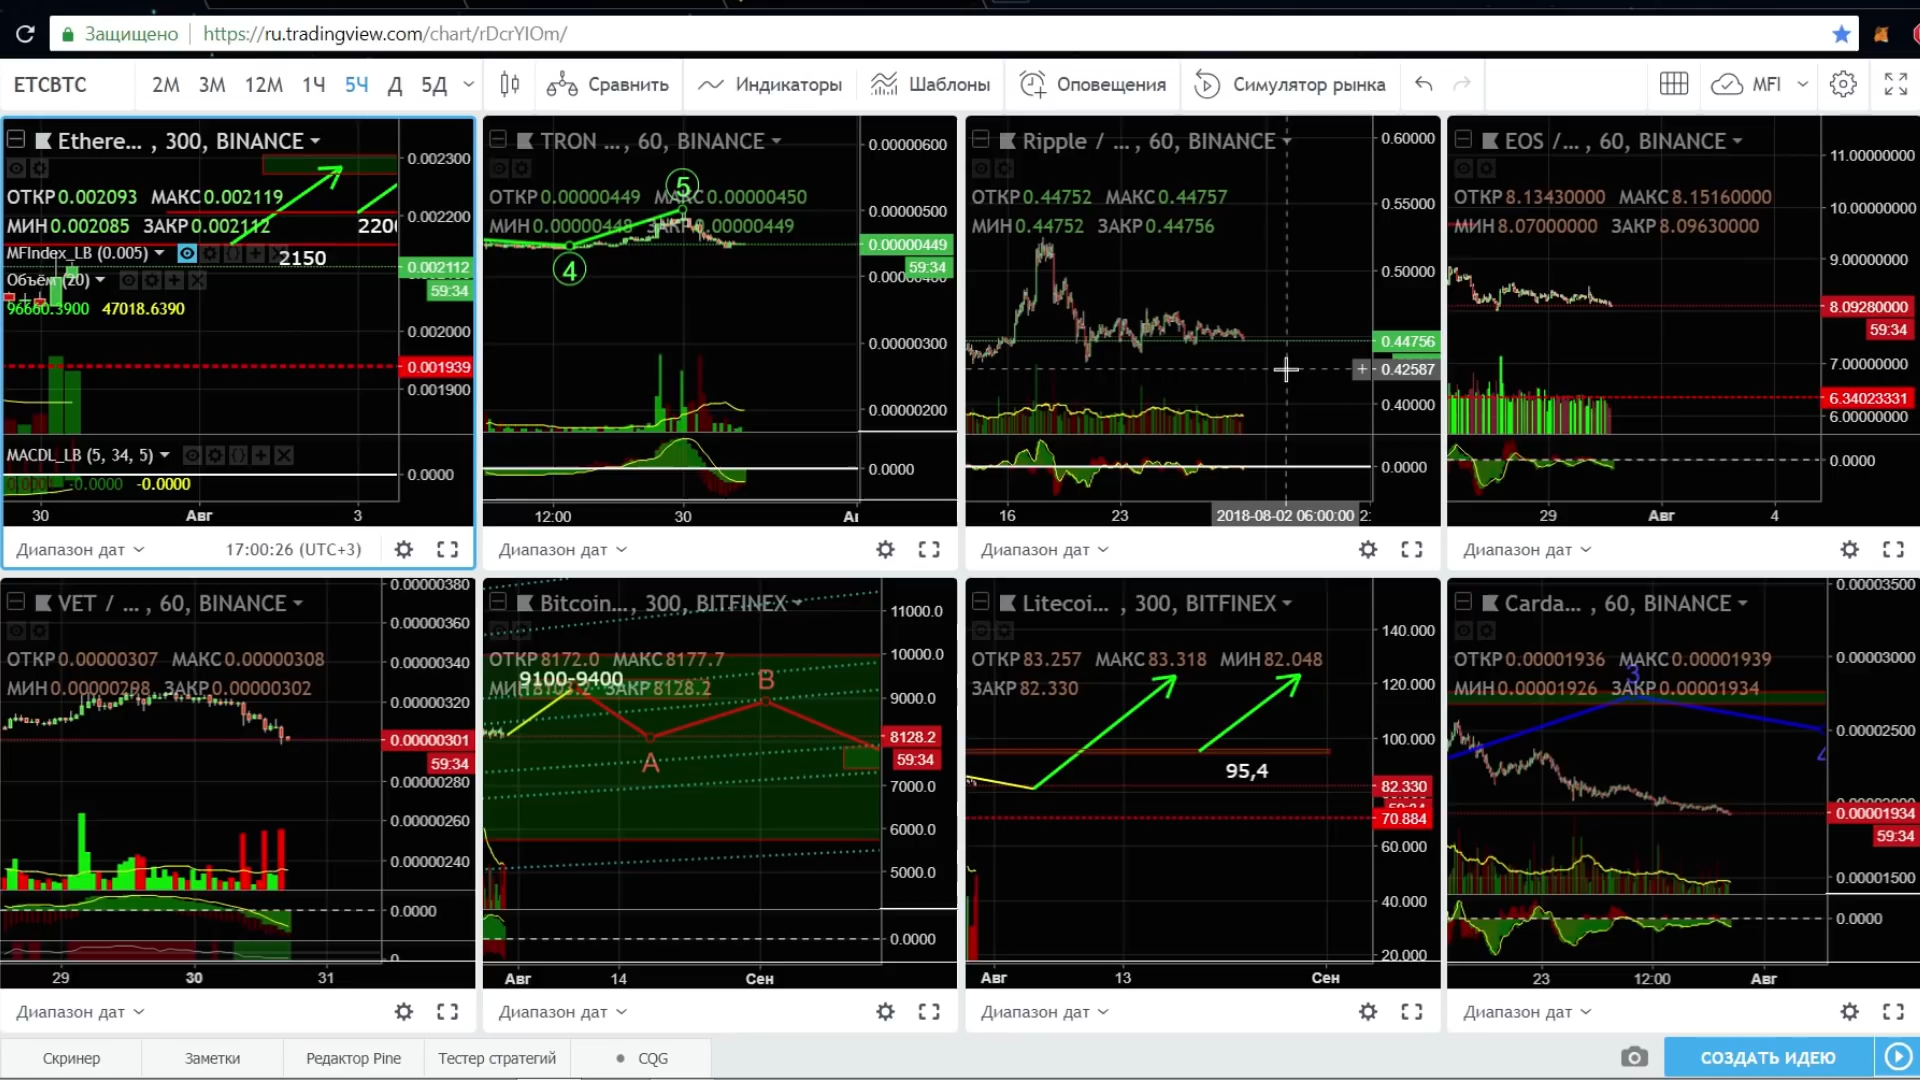 Защищено https://ru.tradingview.com/chart/rDcrYIOm/
ETCBTC 2М 3М 12М 1Ч 5Ч Д 5Д Сравнить Индикаторы Шаблоны Оповещения Симулятор рынка MFI
Ethere... , 300, BINANCE
ОТКР 0.002093 МАКС 0.002119
МИН 0.002085 ЗАКР 0.002112
MFIndex_LB (0.005)
2150
Объём (20)
96660.3900 47018.6390
MACDL_LB (5, 34, 5)
-0.0000 -0.0000
0.002300
0.002200
0.002112
59:34
0.002000
0.001939
0.001900
0.0000
30 Авг 3
Диапазон дат 17:00:26 (UTC+3)
TRON ..., 60, BINANCE
ОТКР 0.00000449 МАКС 0.00000450
МИН 0.00000448 ЗАКР 0.00000449
5
4
0.00000600
0.00000500
0.00000449
59:34
0.00000300
0.00000200
0.0000
12:00 30
Диапазон дат
Ripple / ..., 60, BINANCE
ОТКР 0.44752 МАКС 0.44757
МИН 0.44752 ЗАКР 0.44756
0.60000
0.55000
0.50000
0.44756
0.42587
0.40000
0.0000
16 23 2018-08-02 06:00:00
Диапазон дат
EOS /..., 60, BINANCE
ОТКР 8.13430000 МАКС 8.15160000
МИН 8.07000000 ЗАКР 8.09630000
11.00000000
10.00000000
9.00000000
8.09280000
59:34
7.00000000
6.34023331
6.00000000
0.0000
29 Авг 4
Диапазон дат
VET / ... , 60, BINANCE
ОТКР 0.00000307 МАКС 0.00000308
МИН 0.00000298 ЗАКР 0.00000302
0.00000380
0.00000360
0.00000340
0.00000320
0.00000301
59:34
0.00000280
0.00000260
0.00000240
0.0000
29 30 31
Диапазон дат
Bitcoin..., 300, BITFINEX
ОТКР 8172.0 МАКС 8177.7
ЗАКР 8128.2
9100-9400
B
A
11000.0
10000.0
9000.0
8128.2
59:34
7000.0
6000.0
5000.0
0.0000
Авг 14 Сен
Диапазон дат
Litecoi... , 300, BITFINEX
ОТКР 83.257 МАКС 83.318 МИН 82.048
ЗАКР 82.330
95,4
140.000
120.000
100.000
82.330
70.884
60.000
40.000
20.000
Авг 13 Сен
Диапазон дат
Carda... , 60, BINANCE
ОТКР 0.00001936 МАКС 0.00001939
МИН 0.00001926 ЗАКР 0.00001934
3
0.00003500
0.00003000
0.00002500
0.00001934
59:34
0.00001500
0.0000
23 12:00 Авг
Диапазон дат
Скринер Заметки Редактор Pine Тестер стратегий CQG СОЗДАТЬ ИДЕЮ